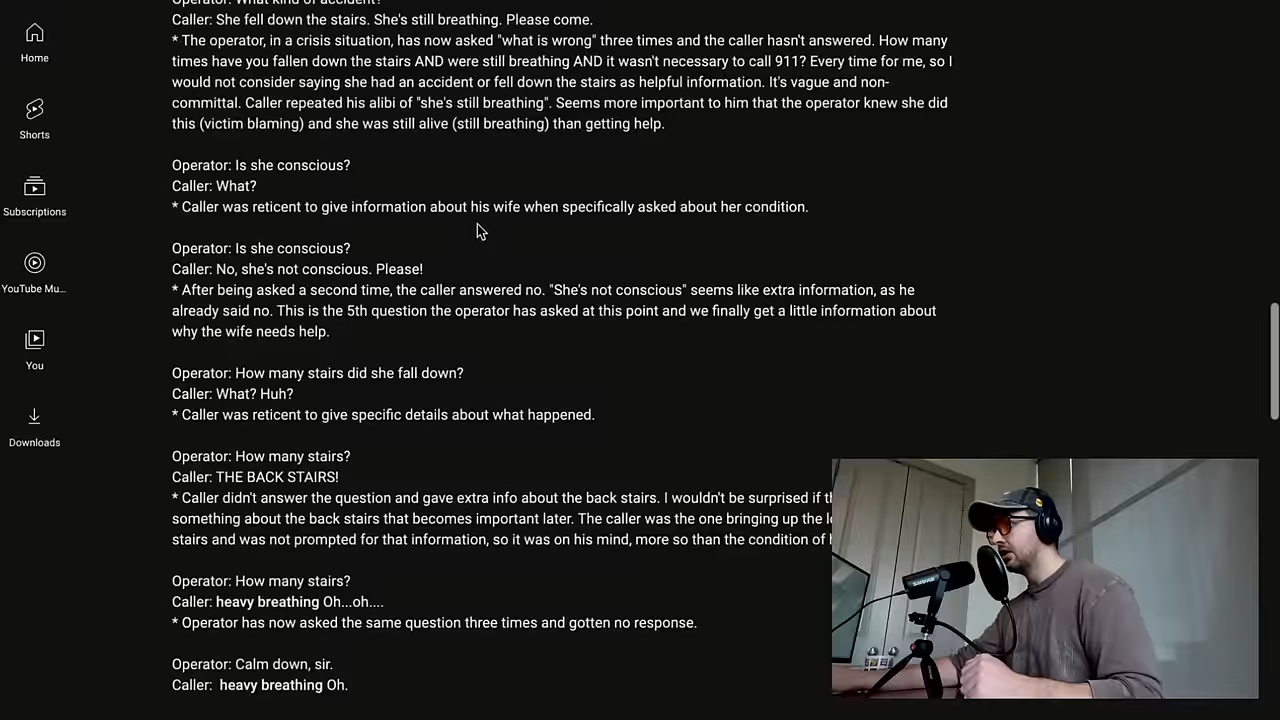 Operator: What kind of accident?
Caller: She fell down the stairs. She's still breathing. Please come.
* The operator, in a crisis situation, has now asked "what is wrong" three times and the caller hasn't answered. How many
times have you fallen down the stairs AND were still breathing AND it wasn't necessary to call 911? Every time for me, so I
would not consider saying she had an accident or fell down the stairs as helpful information. It's vague and non-
committal. Caller repeated his alibi of "she's still breathing". Seems more important to him that the operator knew she did
this (victim blaming) and she was still alive (still breathing) than getting help.
Operator: Is she conscious?
Caller: What?
* Caller was reticent to give information about his wife when specifically asked about her condition.
Operator: Is she conscious?
Caller: No, she's not conscious. Please!
* After being asked a second time, the caller answered no. "She's not conscious" seems like extra information, as he
already said no. This is the 5th question the operator has asked at this point and we finally get a little information about
why the wife needs help.
Operator: How many stairs did she fall down?
Caller: What? Huh?
* Caller was reticent to give specific details about what happened.
Operator: How many stairs?
Caller: THE BACK STAIRS!
* Caller didn't answer the question and gave extra info about the back stairs. I wouldn't be surprised if
something about the back stairs that becomes important later. The caller was the one bringing up the
stairs and was not prompted for that information, so it was on his mind, more so than the condition of
Operator: How many stairs?
Caller: heavy breathing Oh...oh....
* Operator has now asked the same question three times and gotten no response.
Operator: Calm down, sir.
Caller: heavy breathing Oh.
Home
Shorts
Subscriptions
YouTube Mu...
You
Downloads
SHURE